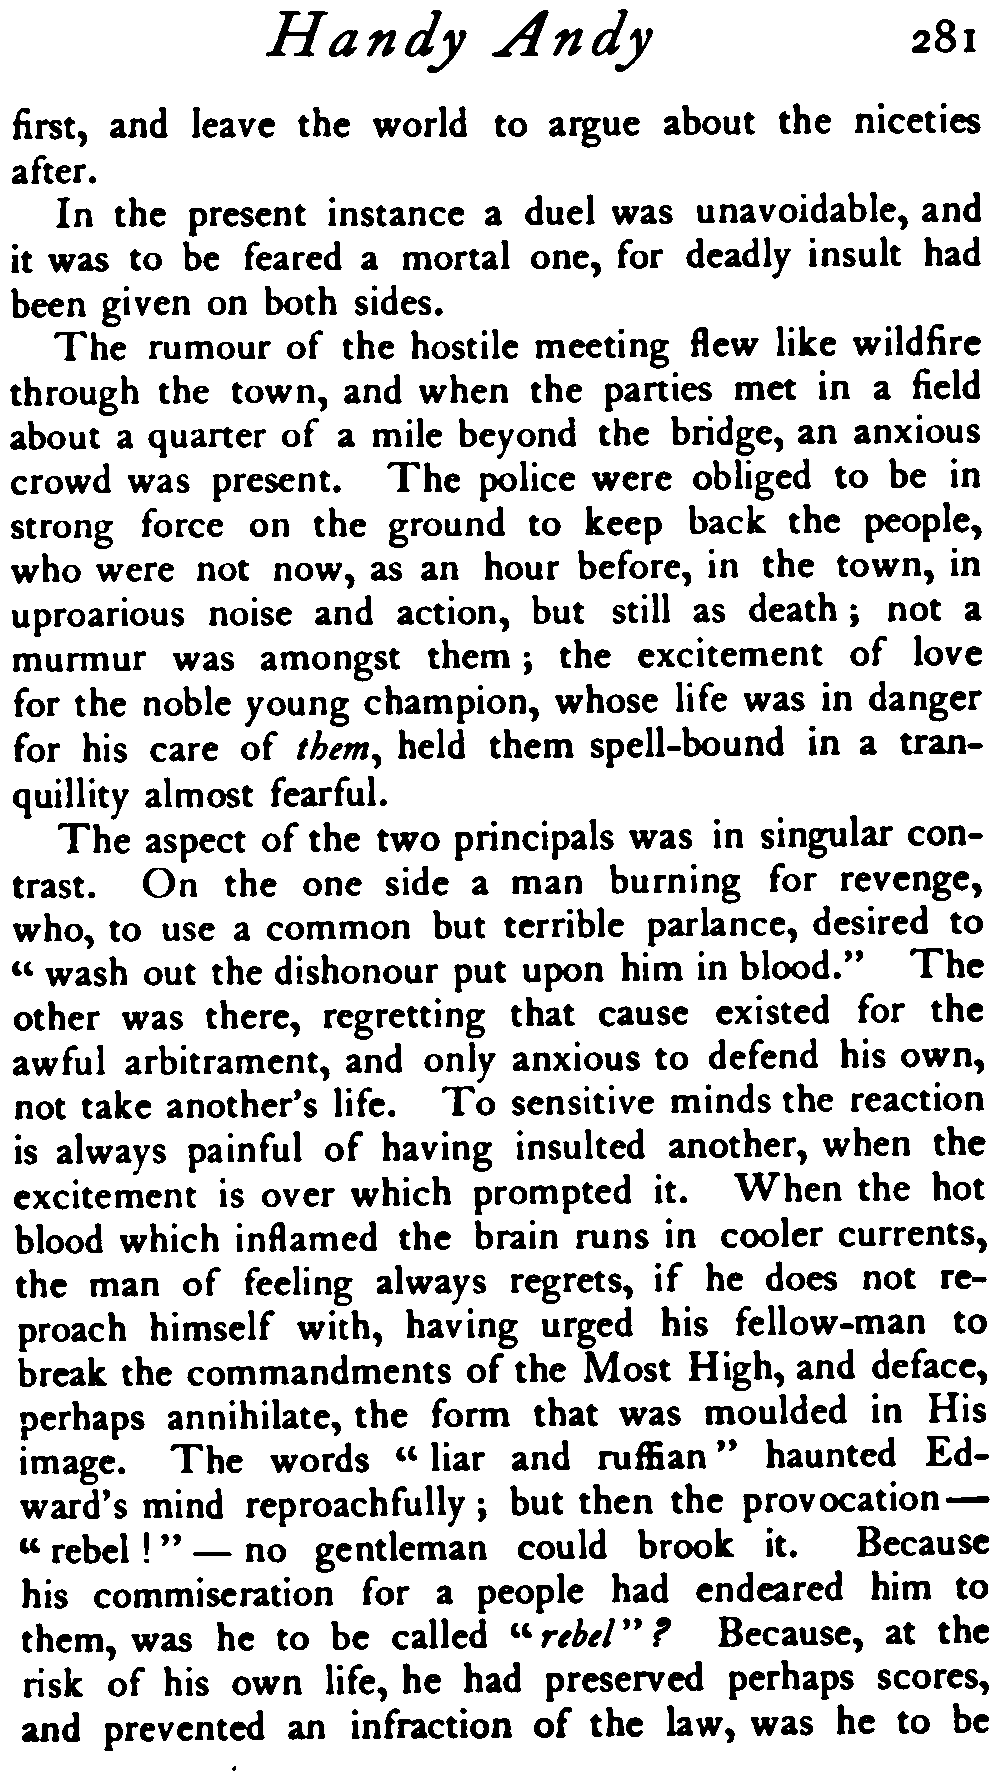 Handy Andy 281
first, and leave the world to argue about the niceties
after.
In the present instance a duel was unavoidable, and
it was to be feared a mortal one, for deadly insult had
been given on both sides.
The rumour of the hostile meeting flew like wildfire
through the town, and when the parties met in a field
about a quarter of a mile beyond the bridge, an anxious
crowd was present. The police were obliged to be in
strong force on the ground to keep back the people,
who were not now, as an hour before, in the town, in
uproarious noise and action, but still as death ; not a
murmur was amongst them ; the excitement of love
for the noble young champion, whose life was in danger
for his care of them, held them spell-bound in a tran-
quillity almost fearful.
The aspect of the two principals was in singular con-
trast. On the one side a man burning for revenge,
who, to use a common but terrible parlance, desired to
“ wash out the dishonour put upon him in blood.” The
other was there, regretting that cause existed for the
awful arbitrament, and only anxious to defend his own,
not take another's life. To sensitive minds the reaction
is always painful of having insulted another, when the
excitement is over which prompted it. When the hot
blood which inflamed the brain runs in cooler currents,
the man of feeling always regrets, if he does not re-
proach himself with, having urged his fellow-man to
break the commandments of the Most High, and deface,
perhaps annihilate, the form that was moulded in His
image. The words “ liar and ruffian ” haunted Ed-
ward's mind reproachfully ; but then the provocation—
“ rebel ! ” — no gentleman could brook it. Because
his commiseration for a people had endeared him to
them, was he to be called “ rebel ” ? Because, at the
risk of his own life, he had preserved perhaps scores,
and prevented an infraction of the law, was he to be